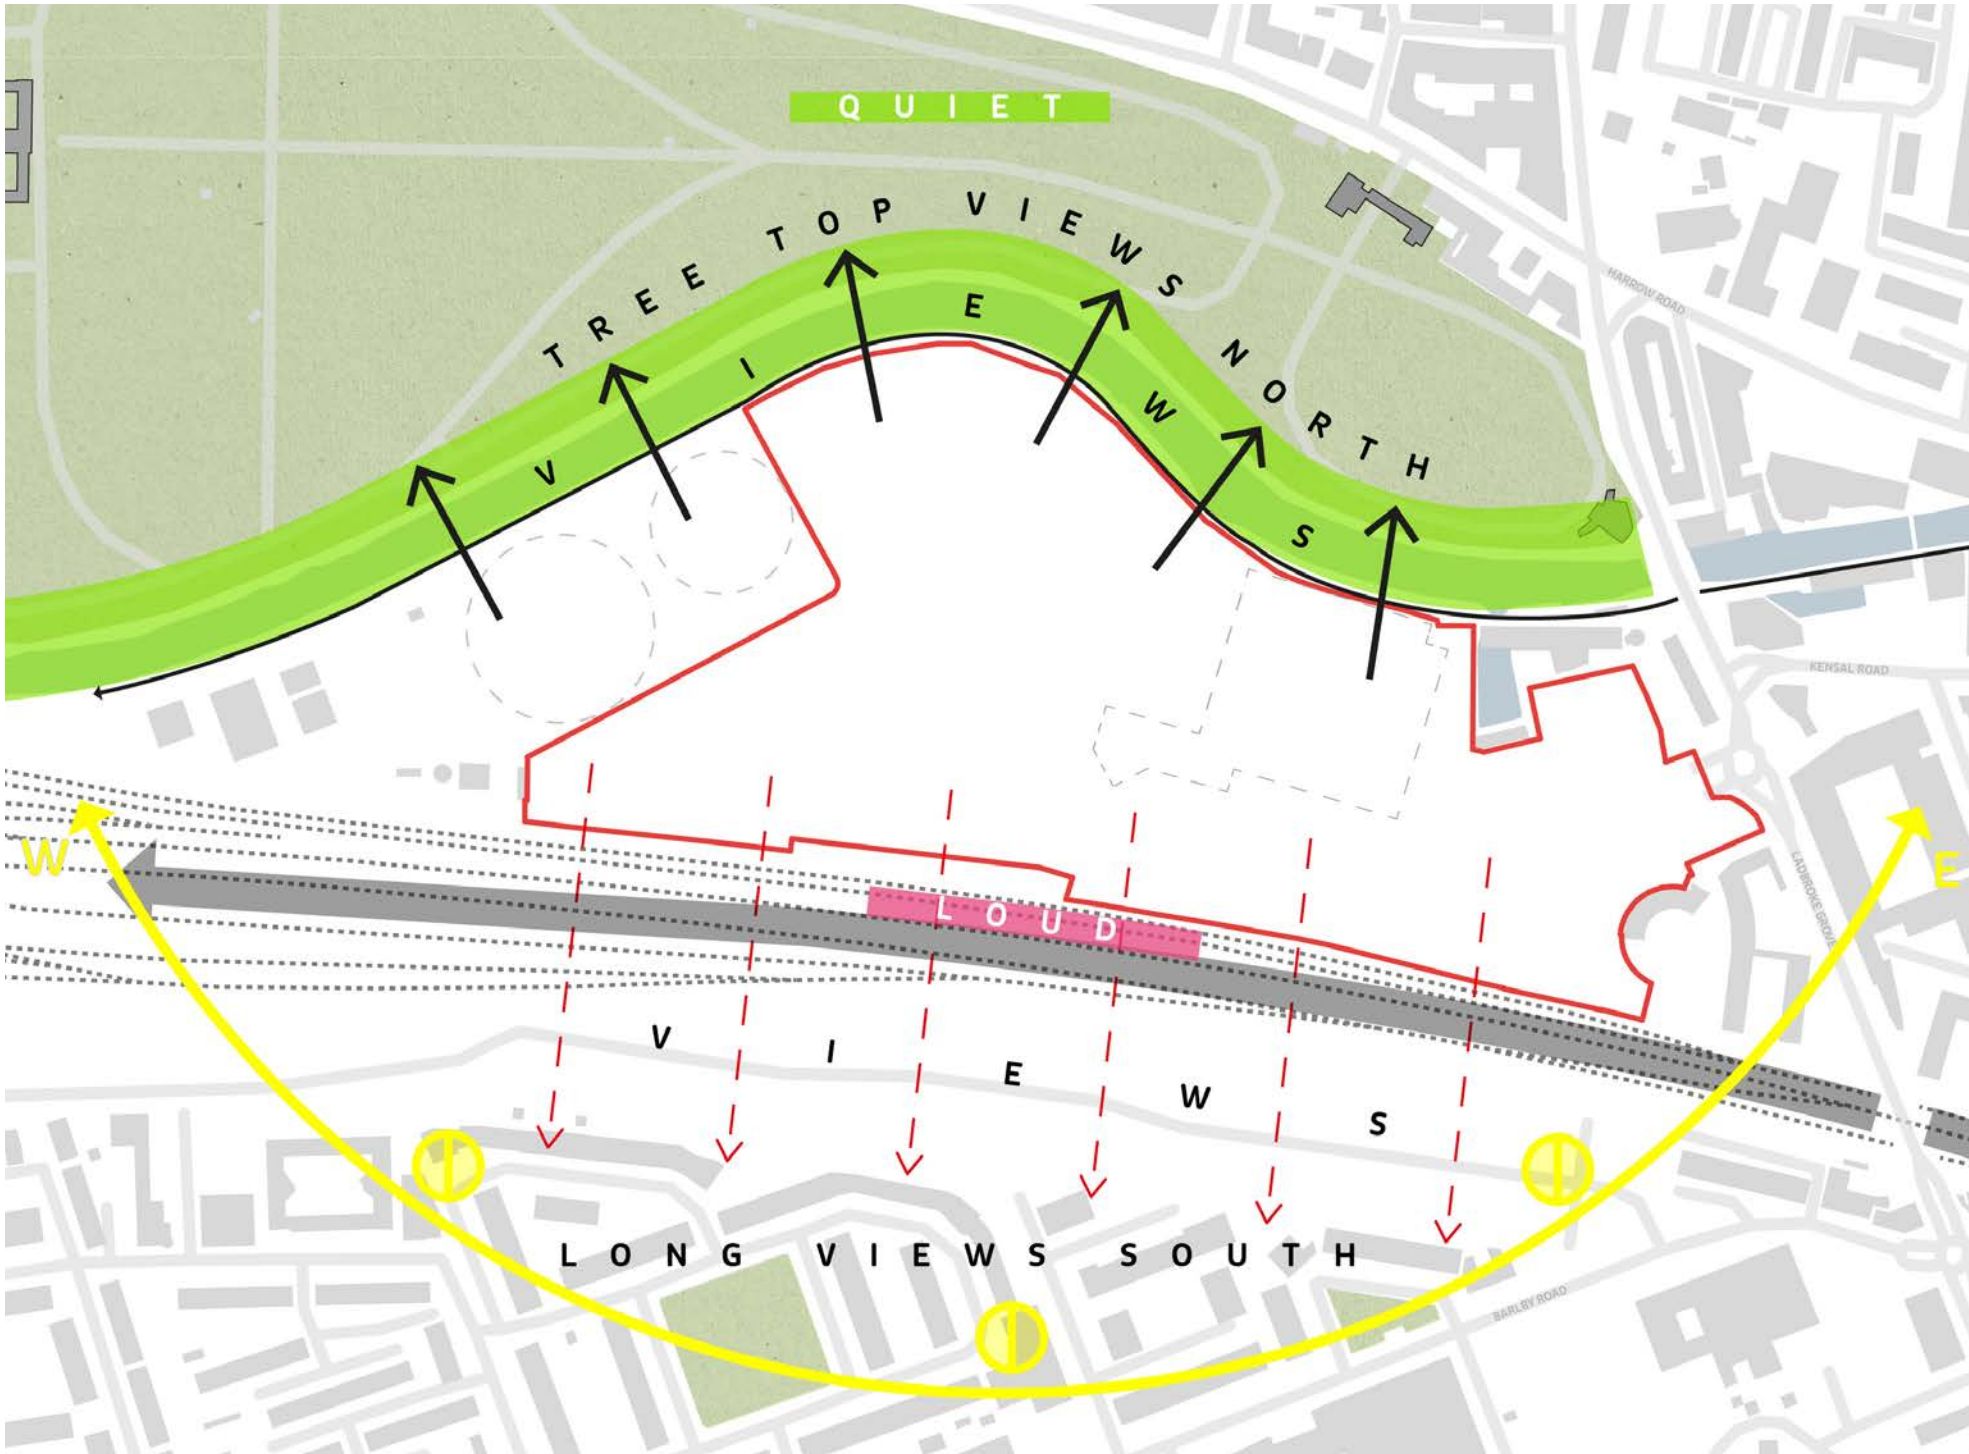 QUIET
TREE TOP VIEWS NORTH
VIEWS
HARROW ROAD
KENSAL ROAD
W
E
LADBROKE GROVE
LOUD
VIEWS
LONG VIEWS SOUTH
BARLBY ROAD